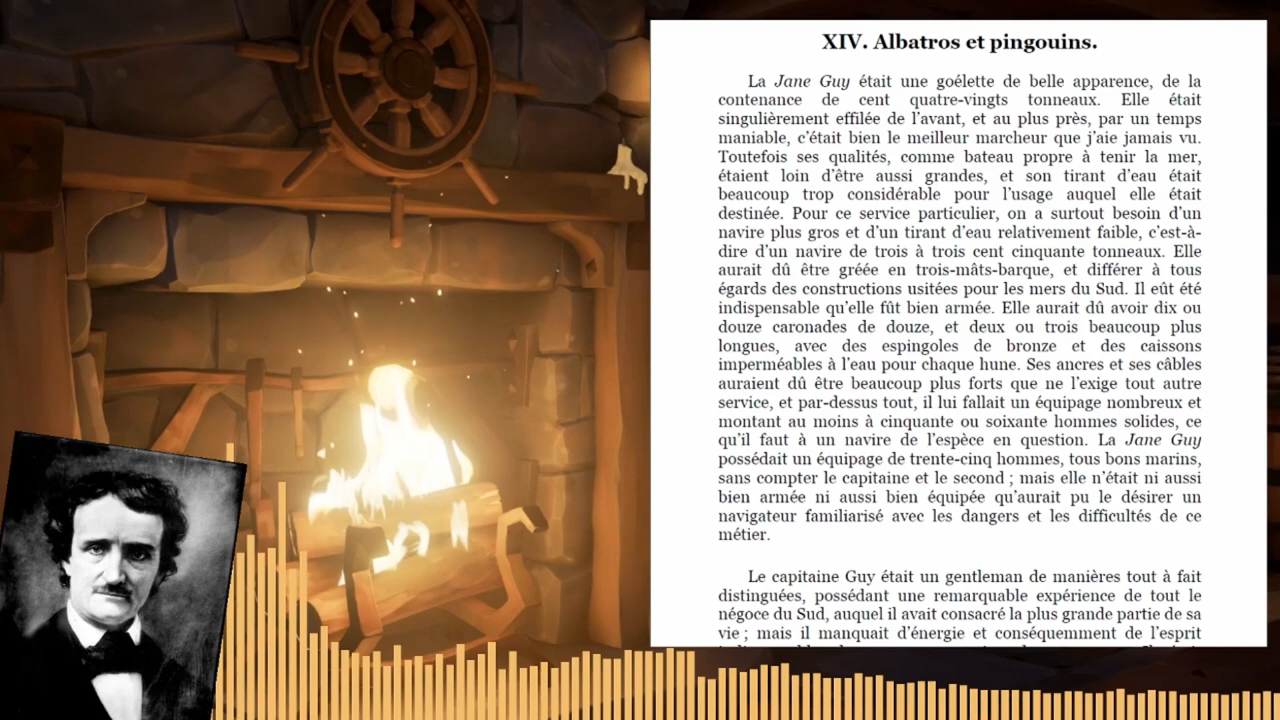 XIV. Albatros et pingouins.
La Jane Guy était une goélette de belle apparence, de la
contenance de cent quatre-vingts tonneaux. Elle était
singulièrement effilée de l’avant, et au plus près, par un temps
maniable, c’était bien le meilleur marcheur que j’aie jamais vu.
Toutefois ses qualités, comme bateau propre à tenir la mer,
étaient loin d’être aussi grandes, et son tirant d’eau était
beaucoup trop considérable pour l’usage auquel elle était
destinée. Pour ce service particulier, on a surtout besoin d’un
navire plus gros et d’un tirant d’eau relativement faible, c’est-à-
dire d’un navire de trois à trois cent cinquante tonneaux. Elle
aurait dû être gréée en trois-mâts-barque, et différer à tous
égards des constructions usitées pour les mers du Sud. Il eût été
indispensable qu’elle fût bien armée. Elle aurait dû avoir dix ou
douze caronades de douze, et deux ou trois beaucoup plus
longues, avec des espingoles de bronze et des caissons
imperméables à l’eau pour chaque hune. Ses ancres et ses câbles
auraient dû être beaucoup plus forts que ne l’exige tout autre
service, et par-dessus tout, il lui fallait un équipage nombreux et
montant au moins à cinquante ou soixante hommes solides, ce
qu’il faut à un navire de l’espèce en question. La Jane Guy
possédait un équipage de trente-cinq hommes, tous bons marins,
sans compter le capitaine et le second ; mais elle n’était ni aussi
bien armée ni aussi bien équipée qu’aurait pu le désirer un
navigateur familiarisé avec les dangers et les difficultés de ce
métier.
Le capitaine Guy était un gentleman de manières tout à fait
distinguées, possédant une remarquable expérience de tout le
négoce du Sud, auquel il avait consacré la plus grande partie de sa
vie ; mais il manquait d’énergie et conséquemment de l’esprit